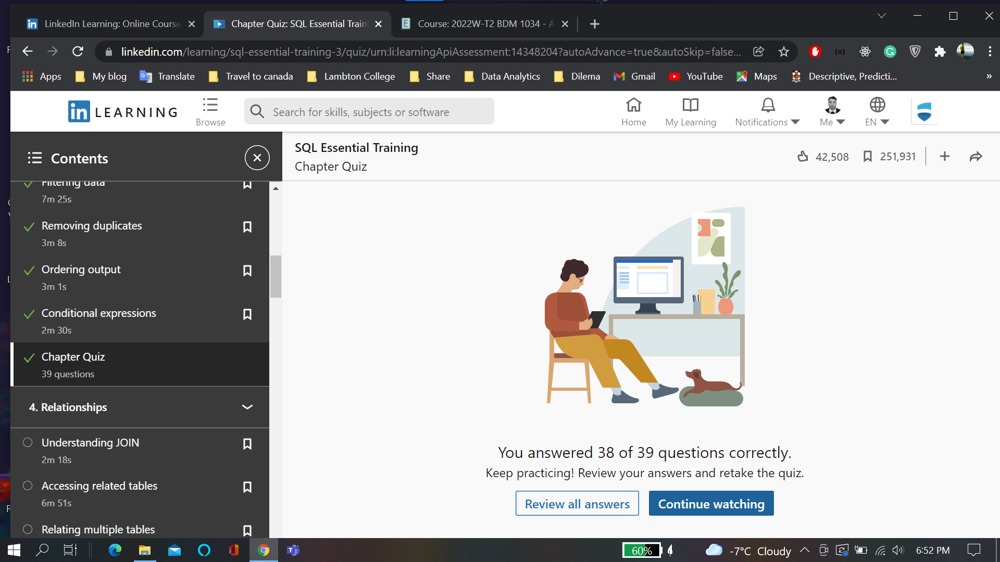 LinkedIn Learning: Online Course
Chapter Quiz: SQL Essential Traini
Course: 2022W-T2 BDM 1034 - A
linkedin.com/learning/sql-essential-training-3/quiz/urn:li:learningApiAssessment:14348204?autoAdvance=true&autoSkip=false...
Apps
My blog
Translate
Travel to canada
Lambton College
Share
Data Analytics
Dilema
Gmail
YouTube
Maps
Descriptive, Predicti...
»
in LEARNING
Browse
Search for skills, subjects or software
Home
My Learning
Notifications
Me
EN
Contents
SQL Essential Training
Chapter Quiz
42,508
251,931
Filtering data
7m 25s
Removing duplicates
3m 8s
Ordering output
3m 1s
Conditional expressions
2m 30s
Chapter Quiz
39 questions
4. Relationships
Understanding JOIN
2m 18s
Accessing related tables
6m 51s
Relating multiple tables
You answered 38 of 39 questions correctly.
Keep practicing! Review your answers and retake the quiz.
Review all answers
Continue watching
60%
-7°C Cloudy
6:52 PM